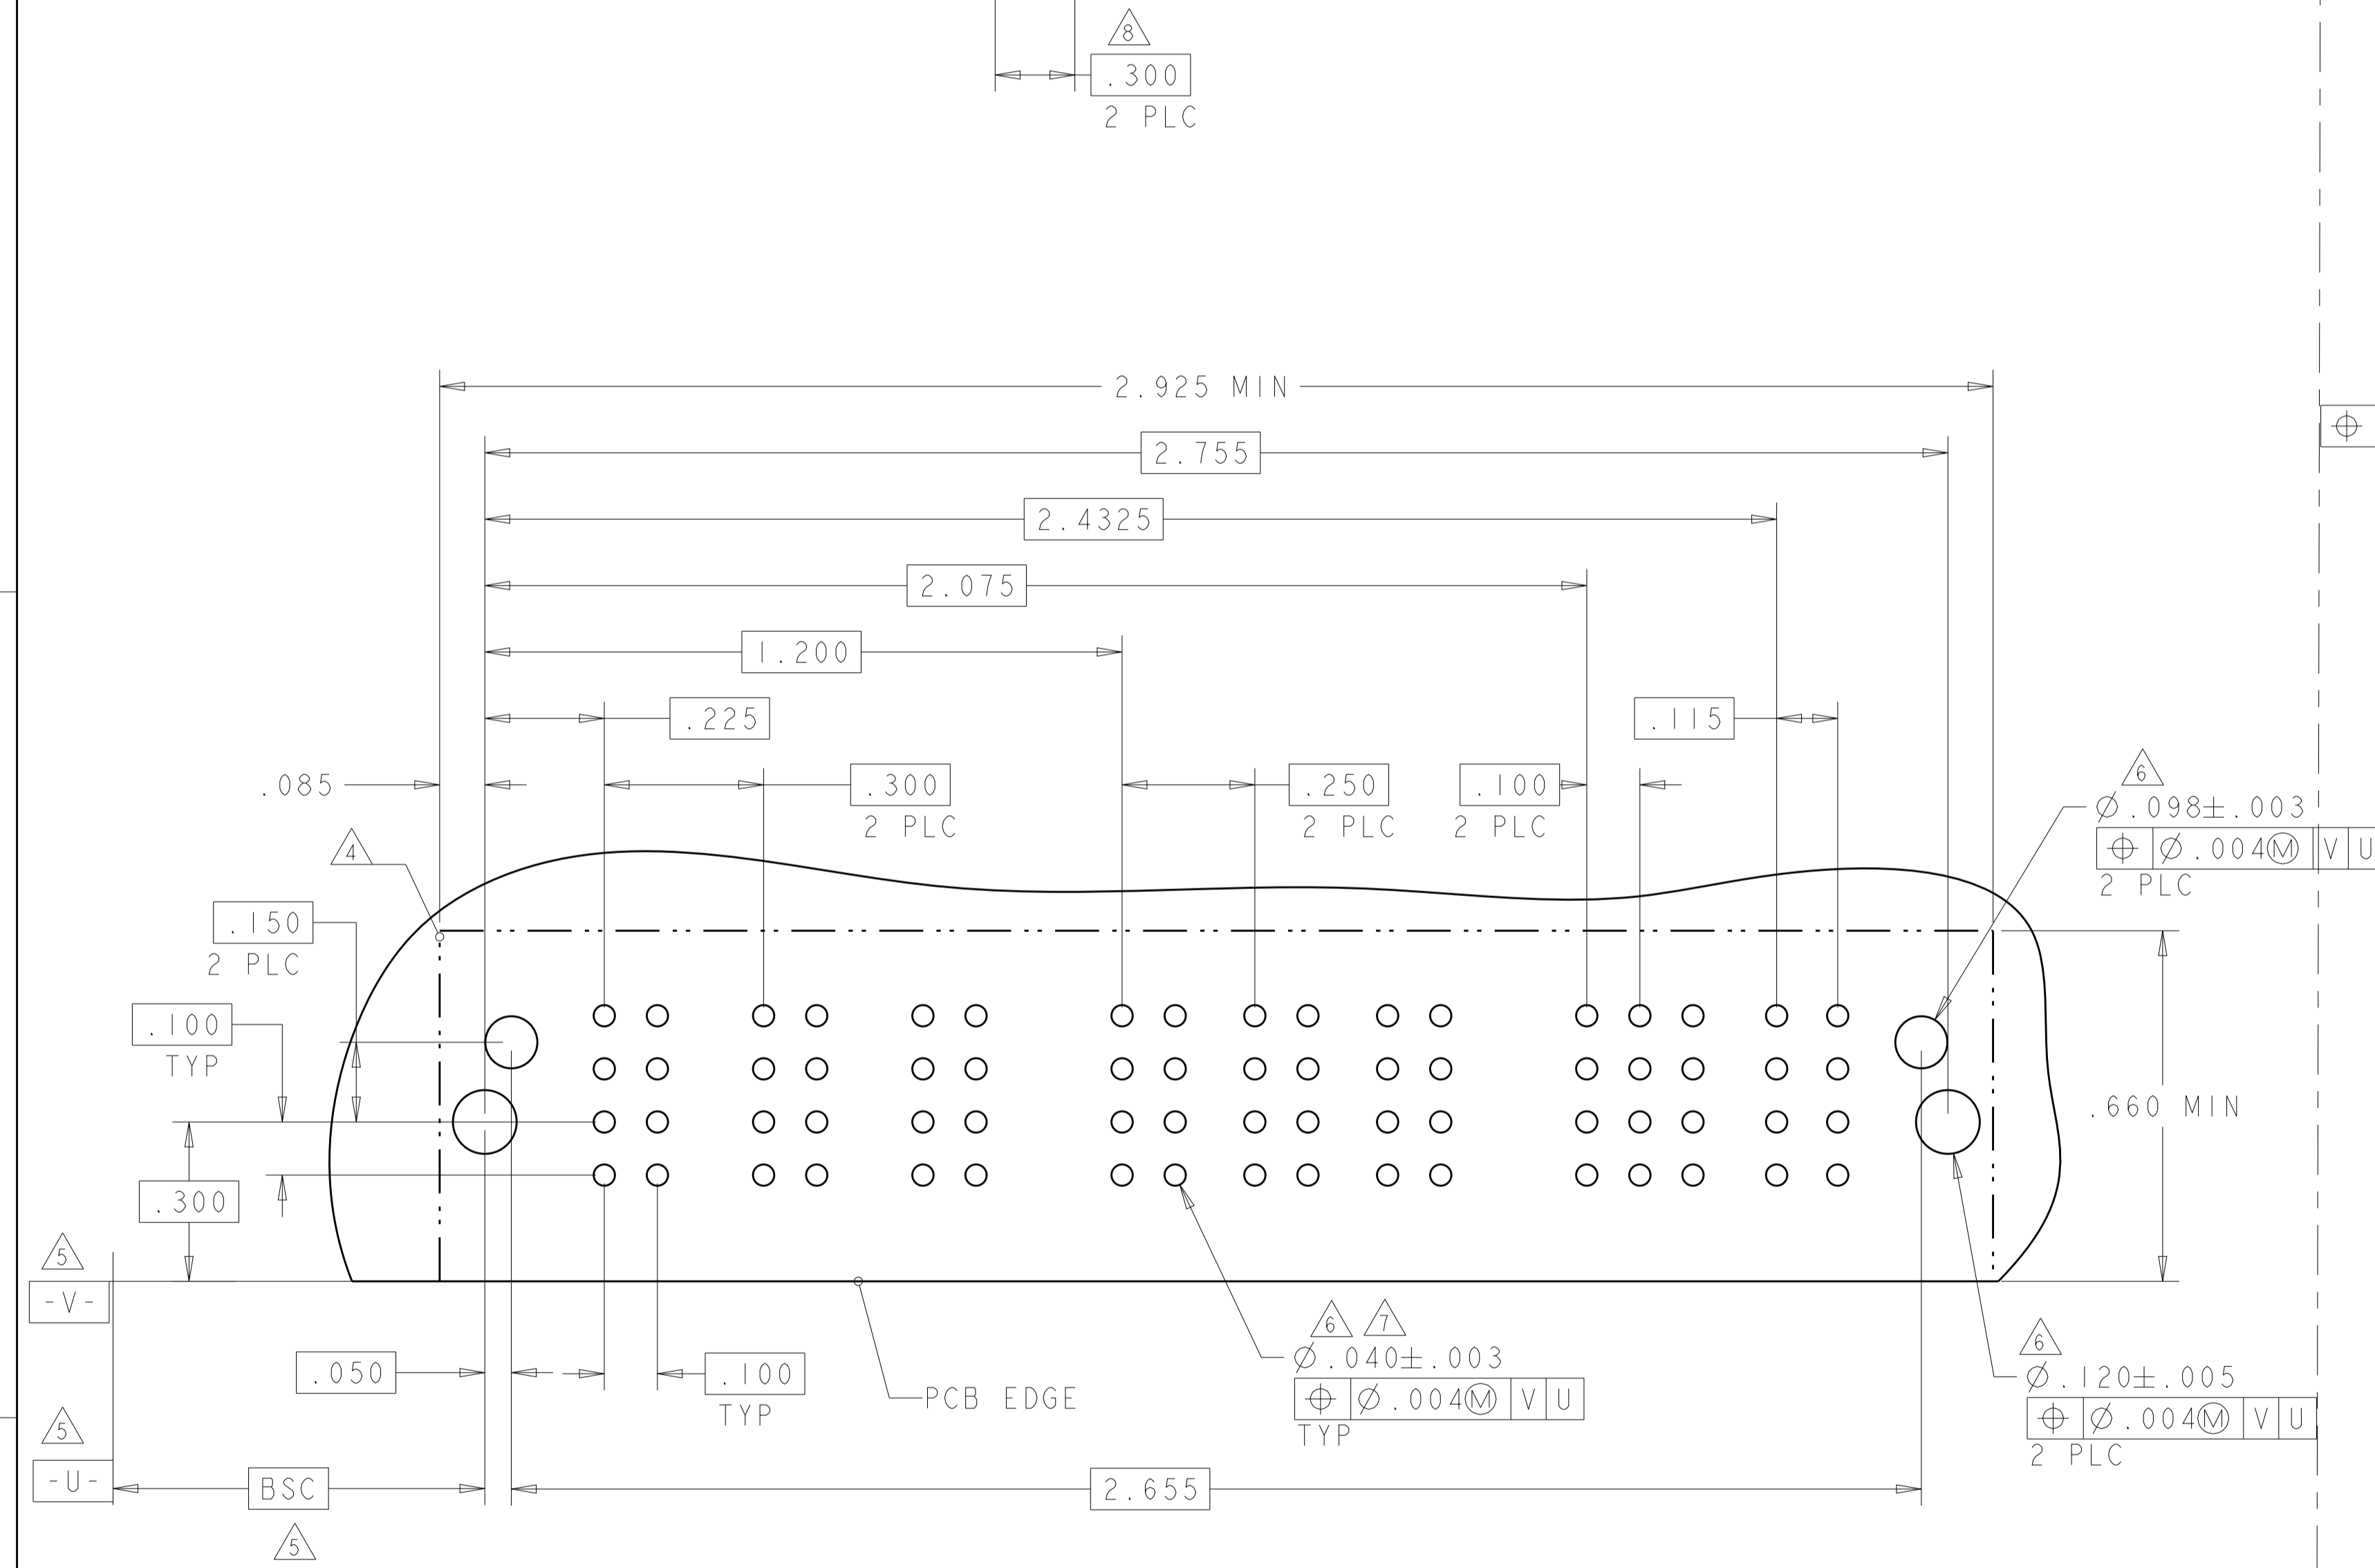 8
.300
2 PLC
2.925 MIN
2.755
2.4325
2.075
1.200
.225
.115
.085
.300
2 PLC
.250
2 PLC
.100
2 PLC
6
⌀.098±.003
⌖ ⌀.004Ⓜ V U
2 PLC
4
.150
2 PLC
.100
TYP
.660 MIN
.300
5
-V-
.050
.100
TYP
PCB EDGE
6 7
⌀.040±.003
⌖ ⌀.004Ⓜ V U
TYP
6
⌀.120±.005
⌖ ⌀.004Ⓜ V U
2 PLC
5
-U-
BSC
5
2.655
⌖